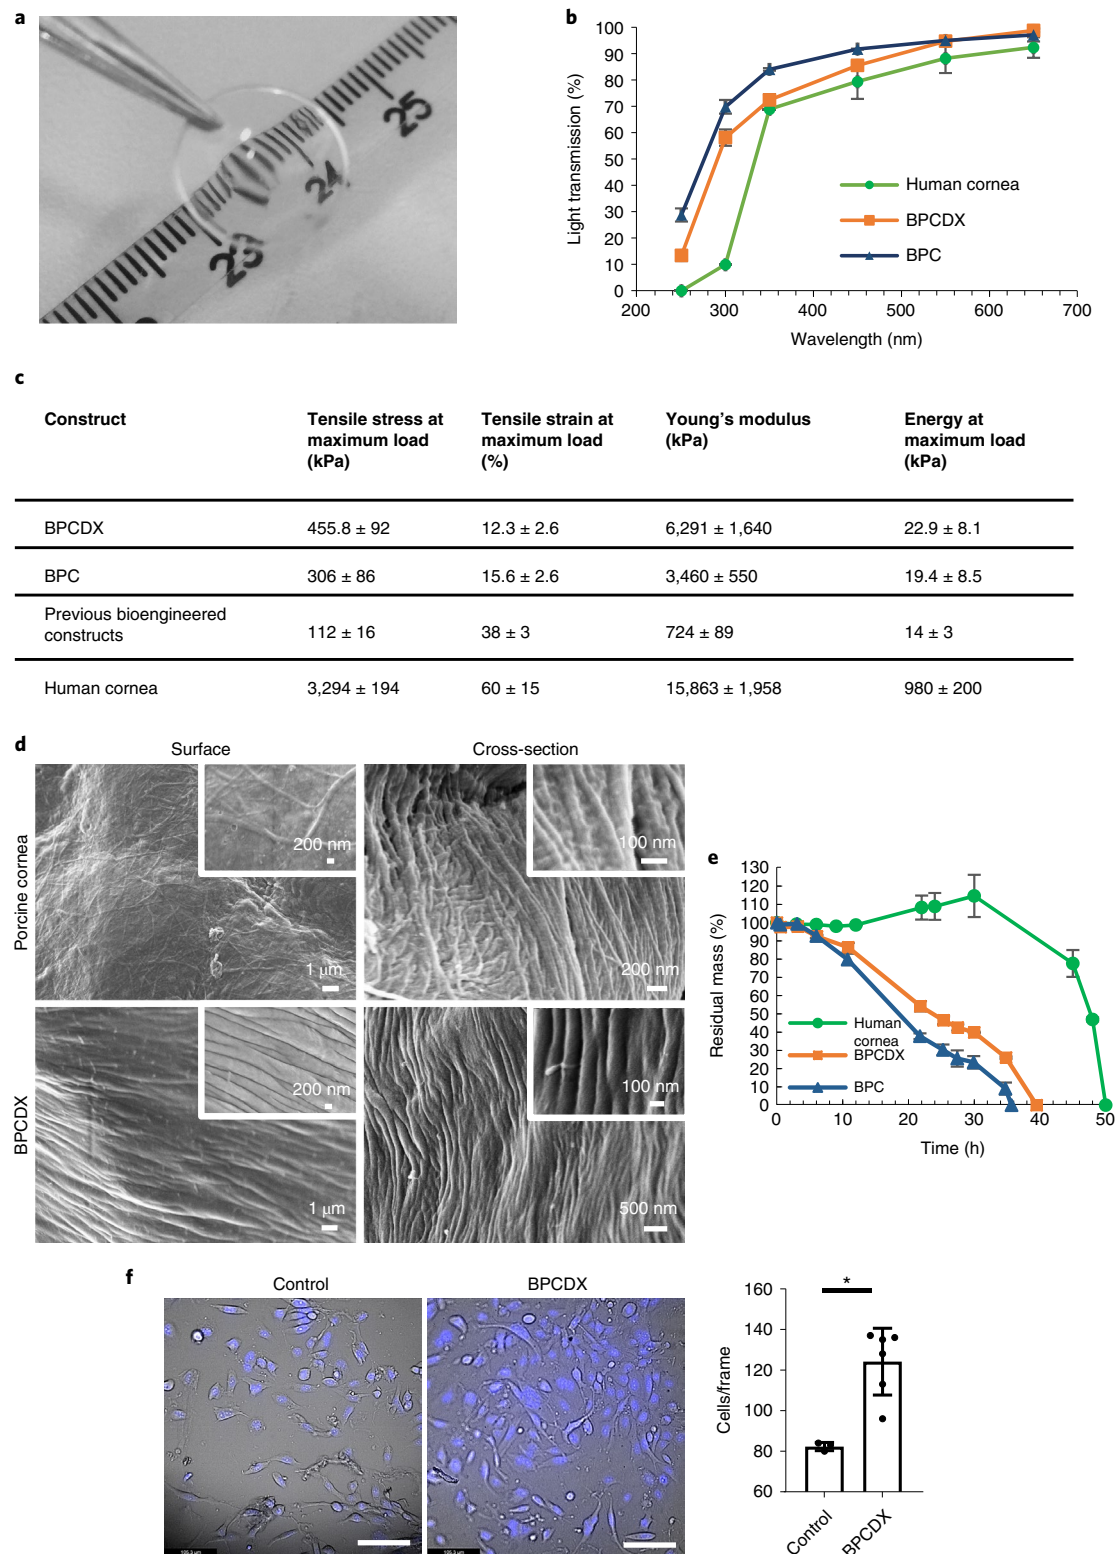 a
23
24
25
b
100
90
80
70
60
50
40
30
20
10
0
Light transmission (%)
Human cornea
BPCDX
BPC
200
300
400
500
600
700
Wavelength (nm)
c
Construct
Tensile stress at maximum load (kPa)
Tensile strain at maximum load (%)
Young's modulus (kPa)
Energy at maximum load (kPa)
BPCDX 455.8 ± 92 12.3 ± 2.6 6,291 ± 1,640 22.9 ± 8.1
BPC 306 ± 86 15.6 ± 2.6 3,460 ± 550 19.4 ± 8.5
Previous bioengineered
constructs 112 ± 16 38 ± 3 724 ± 89 14 ± 3
Human cornea 3,294 ± 194 60 ± 15 15,863 ± 1,958 980 ± 200
d
Surface
Cross-section
Porcine cornea
200 nm
1 μm
100 nm
200 nm
BPCDX
200 nm
1 μm
100 nm
500 nm
e
130
120
110
100
90
80
70
60
50
40
30
20
10
0
Residual mass (%)
Human
cornea
BPCDX
BPC
0
10
20
30
40
50
Time (h)
f
Control
BPCDX
160
140
120
100
80
60
Cells/frame
*
Control
BPCDX